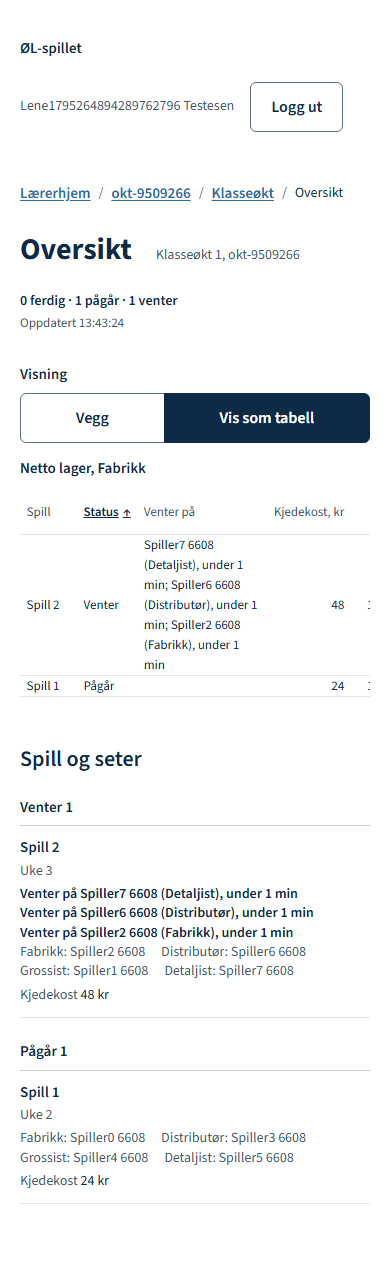 ØL-spillet
Lene1795264894289762796 Testesen
Logg ut
Lærerhjem / okt-9509266 / Klasseøkt / Oversikt
Oversikt
Klasseøkt 1, okt-9509266
0 ferdig · 1 pågår · 1 venter
Oppdatert 13:43:24
Visning
Vegg
Vis som tabell
Netto lager, Fabrikk
Spill Status ↑ Venter på Kjedekost, kr
Spiller7 6608
(Detaljist), under 1
min; Spiller6 6608
Spill 2 Venter (Distributør), under 1 48
min; Spiller2 6608
(Fabrikk), under 1
min
Spill 1 Pågår 24
Spill og seter
Venter 1
Spill 2
Uke 3
Venter på Spiller7 6608 (Detaljist), under 1 min
Venter på Spiller6 6608 (Distributør), under 1 min
Venter på Spiller2 6608 (Fabrikk), under 1 min
Fabrikk: Spiller2 6608 Distributør: Spiller6 6608
Grossist: Spiller1 6608 Detaljist: Spiller7 6608
Kjedekost 48 kr
Pågår 1
Spill 1
Uke 2
Fabrikk: Spiller0 6608 Distributør: Spiller3 6608
Grossist: Spiller4 6608 Detaljist: Spiller5 6608
Kjedekost 24 kr